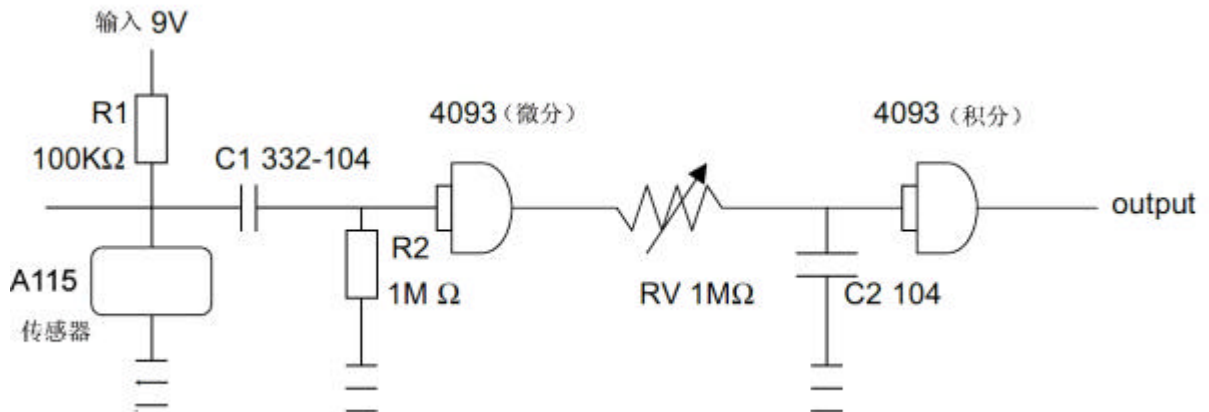 输入 9V
R1
100KΩ
C1 332-104
4093（微分）
4093（积分）
output
A115
传感器
R2
1M Ω
RV 1MΩ
C2 104